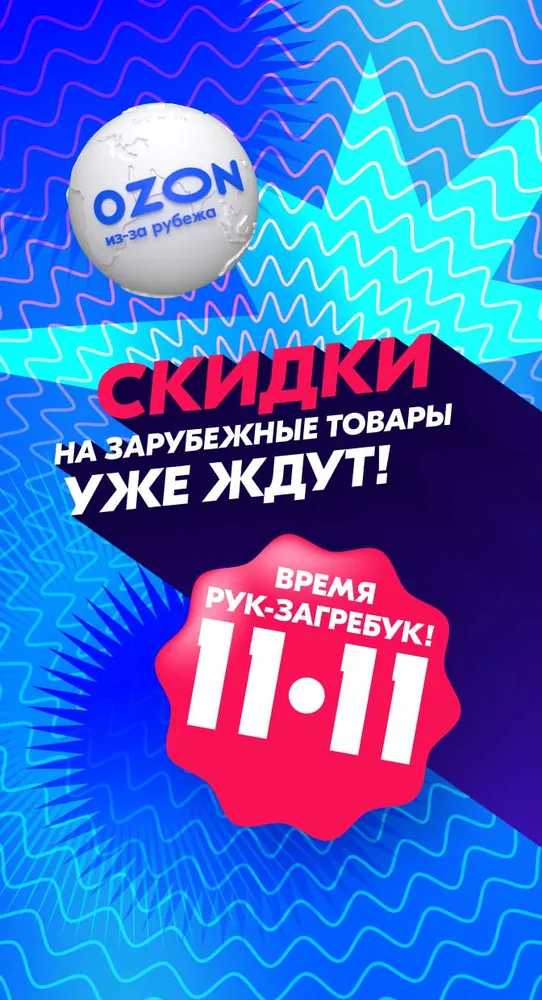 OZON
из-за рубежа
СКИДКИ
НА ЗАРУБЕЖНЫЕ ТОВАРЫ
УЖЕ ЖДУТ!
ВРЕМЯ
РУК-ЗАГРЕБУК!
11•11